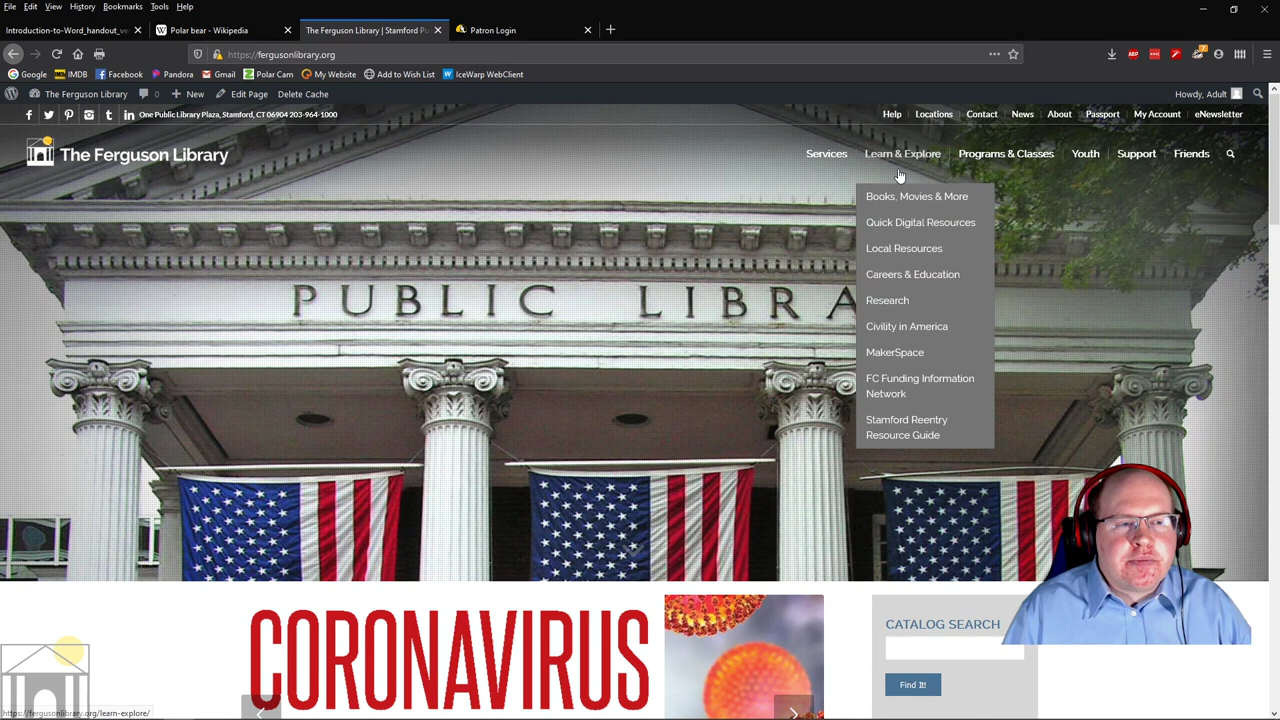 File Edit View History Bookmarks Tools Help
Introduction-to-Word_handout_ve
Polar bear - Wikipedia
The Ferguson Library | Stamford Pu
Patron Login
https://fergusonlibrary.org
Google IMDB Facebook Pandora Gmail Polar Cam My Website Add to Wish List IceWarp WebClient
The Ferguson Library 0 New Edit Page Delete Cache Howdy, Adult
One Public Library Plaza, Stamford, CT 06904 203-964-1000
Help Locations Contact News About Passport My Account eNewsletter
The Ferguson Library
Services Learn & Explore Programs & Classes Youth Support Friends
Books, Movies & More
Quick Digital Resources
Local Resources
Careers & Education
Research
Civility in America
MakerSpace
FC Funding Information
Network
Stamford Reentry
Resource Guide
PUBLIC LIBRA
CORONAVIRUS
CATALOG SEARCH
Find It!
https://fergusonlibrary.org/learn-explore/